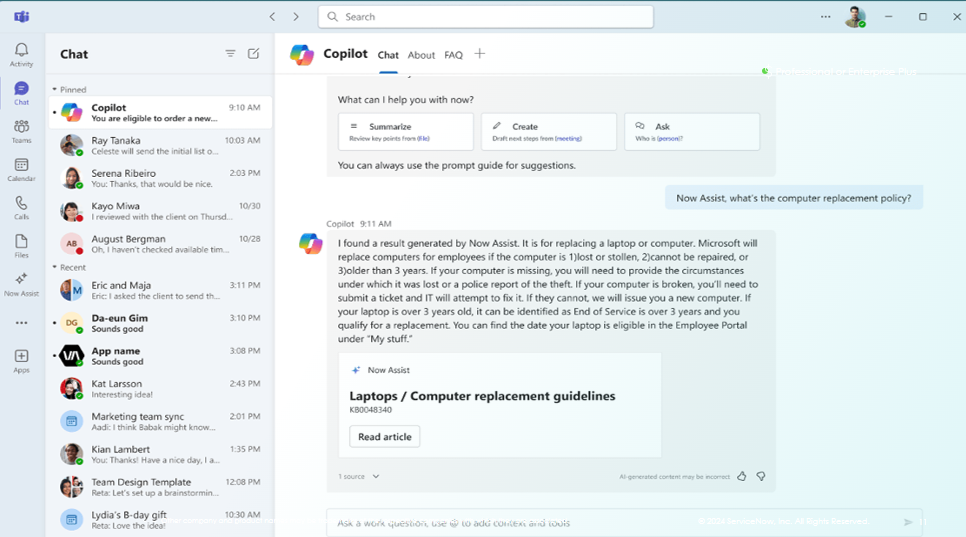 Search
Activity
Chat
Teams
Calendar
Calls
Files
Now Assist
Apps
Chat
Pinned
Copilot 9:10 AM
You are eligible to order a new...
Ray Tanaka 10:03 AM
Celeste will send the initial list o...
Serena Ribeiro 2:03 PM
You: Thanks, that would be nice.
Kayo Miwa 10/30
I reviewed with the client on Thursd...
AB
August Bergman 10/28
Oh, I haven't checked available tim...
Recent
Eric and Maja 3:11 PM
Eric: I asked the client to send th...
DG
Da-eun Gim 3:10 PM
Sounds good
App name 3:08 PM
Sounds good
Kat Larsson 2:43 PM
Interesting idea!
Marketing team sync 2:01 PM
Aadi: I think Babak might know...
Kian Lambert 1:35 PM
You: Thanks! Have a nice day, I a...
Team Design Template 12:08 PM
Reta: Let's set up a brainstormin...
Lydia's B-day gift 10:30 AM
Reta: Love the idea!
Copilot Chat About FAQ
What can I help you with now?
Summarize
Review key points from (file)
Create
Draft next steps from (meeting)
Ask
Who is (person)?
You can always use the prompt guide for suggestions.
Now Assist, what's the computer replacement policy?
Copilot 9:11 AM
I found a result generated by Now Assist. It is for replacing a laptop or computer. Microsoft will
replace computers for employees if the computer is 1)lost or stollen, 2)cannot be repaired, or
3)older than 3 years. If your computer is missing, you will need to provide the circumstances
under which it was lost or a police report of the theft. If your computer is broken, you'll need to
submit a ticket and IT will attempt to fix it. If they cannot, we will issue you a new computer. If
your laptop is over 3 years old, it can be identified as End of Service is over 3 years and you
qualify for a replacement. You can find the date your laptop is eligible in the Employee Portal
under "My stuff."
Now Assist
Laptops / Computer replacement guidelines
KB0048340
Read article
1 source
AI-generated content may be incorrect
Ask a work question, use @ to add context and tools
© 2024 ServiceNow, Inc. All Rights Reserved.